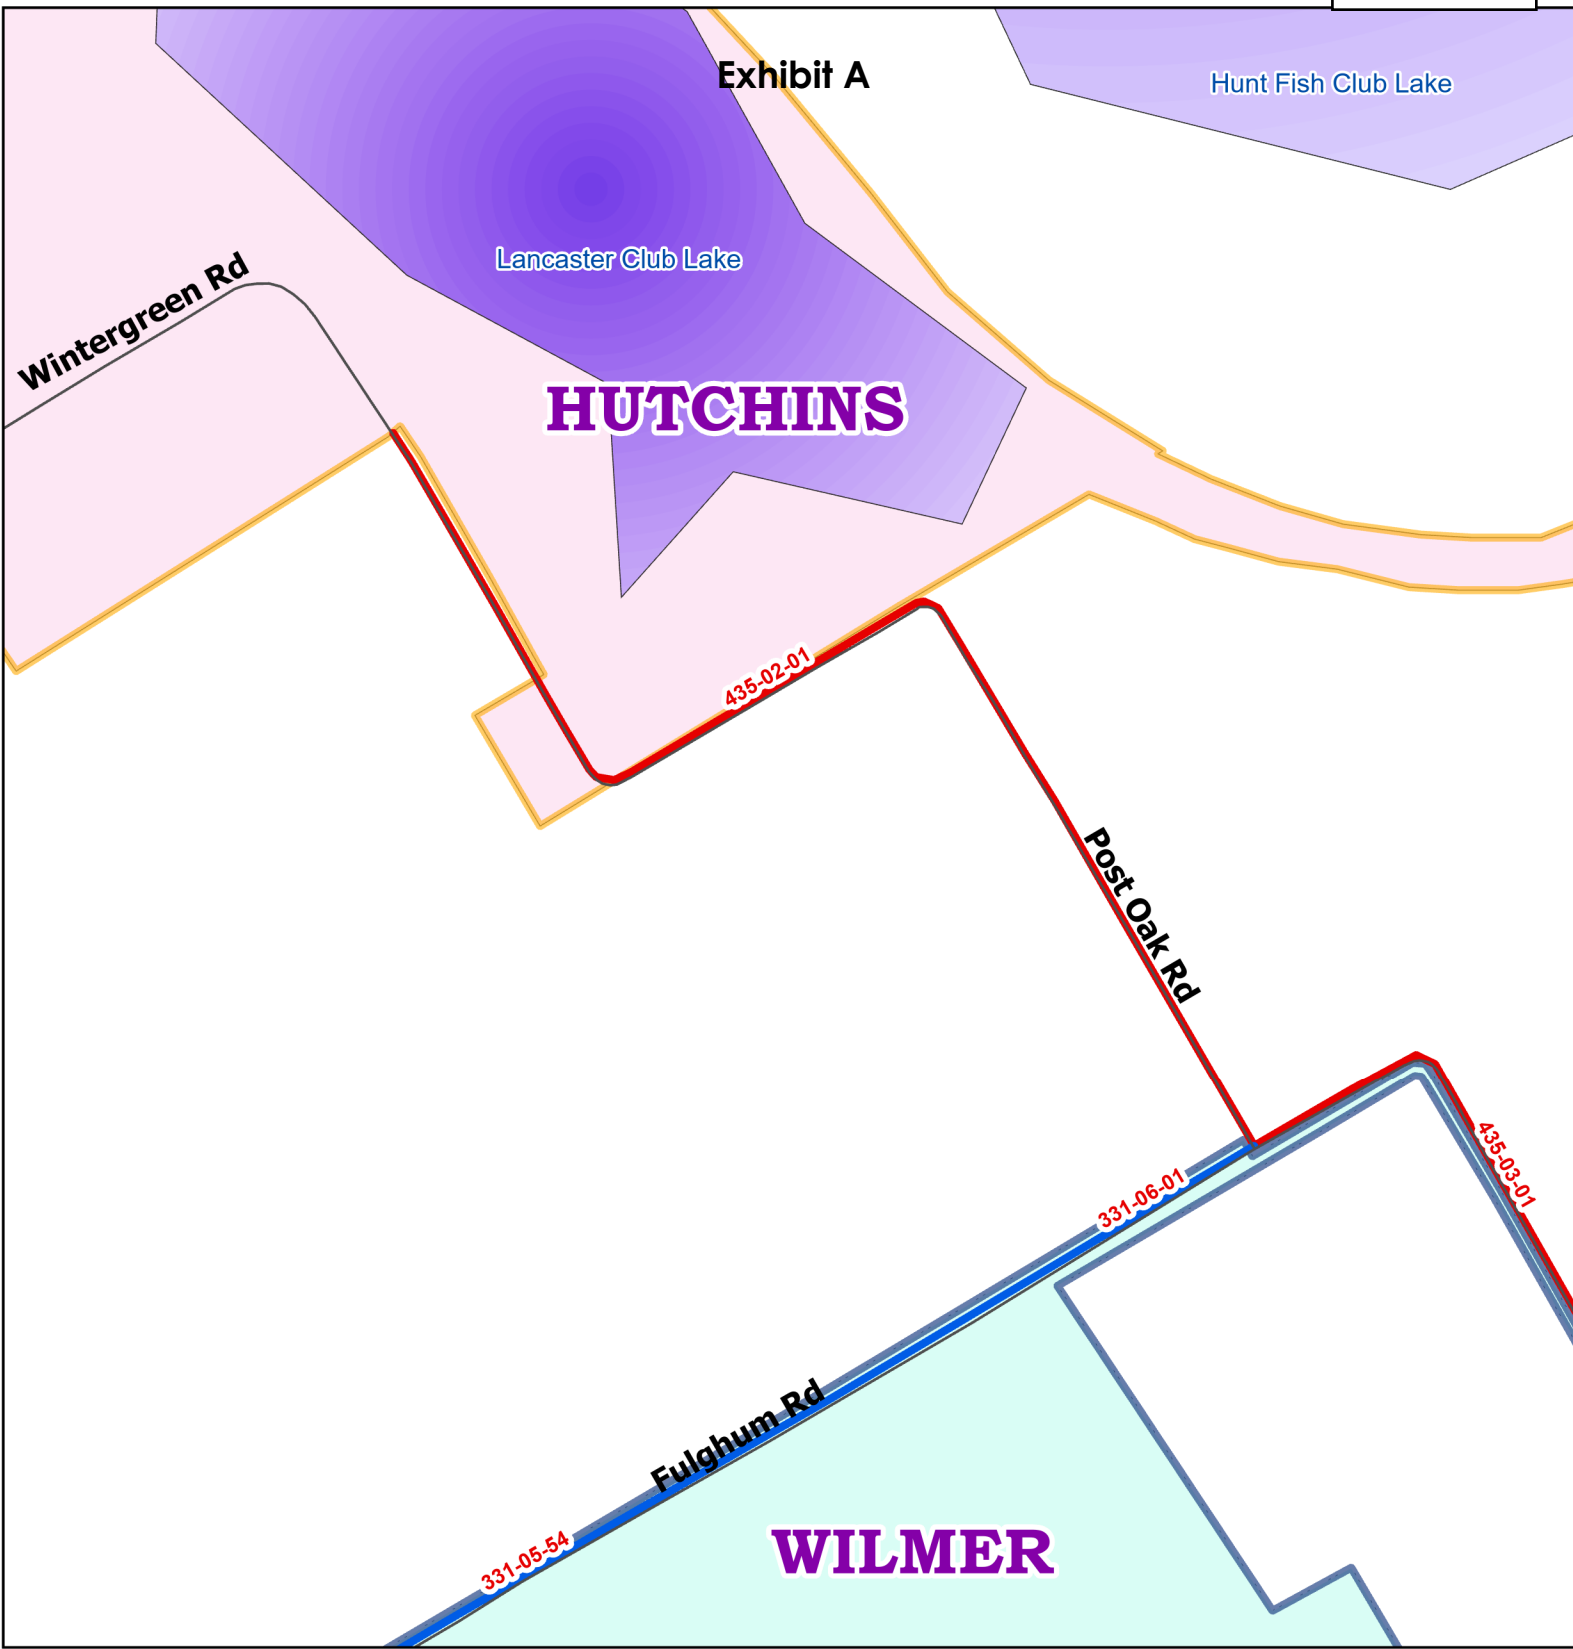 Exhibit A
Hunt Fish Club Lake
Lancaster Club Lake
Wintergreen Rd
HUTCHINS
435-02-01
Post Oak Rd
435-03-01
331-06-01
Fulghum Rd
331-05-54
WILMER